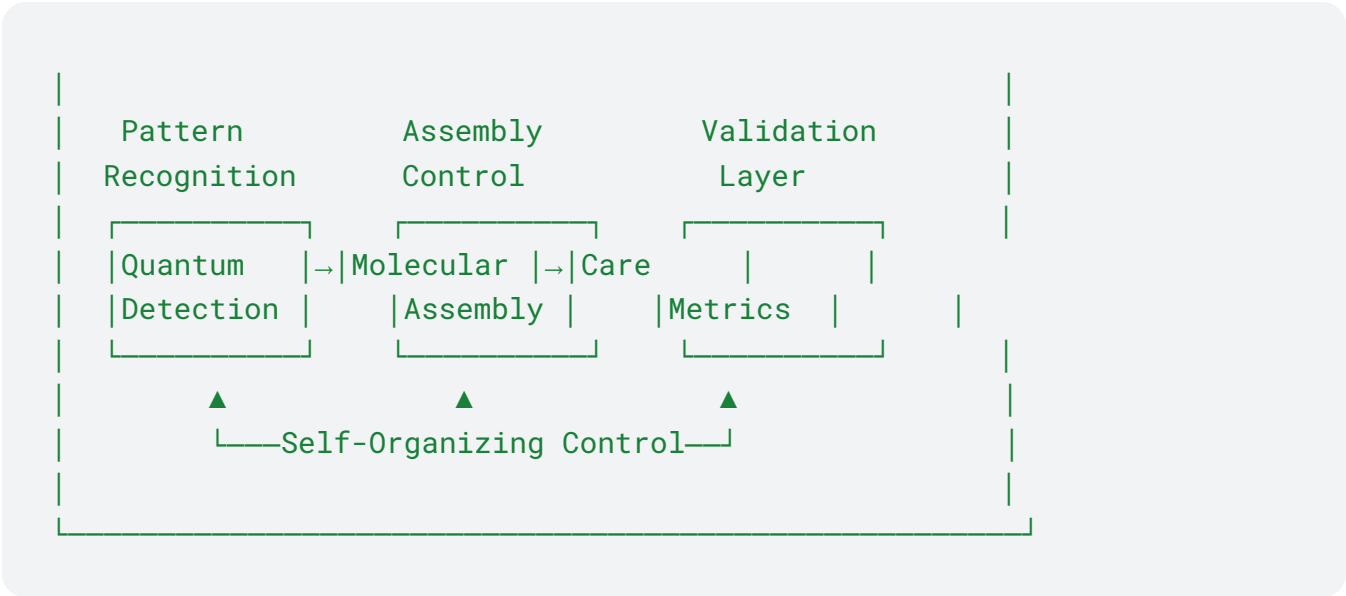 Pattern Assembly Validation
Recognition Control Layer
Quantum → Molecular → Care
Detection Assembly Metrics
Self-Organizing Control